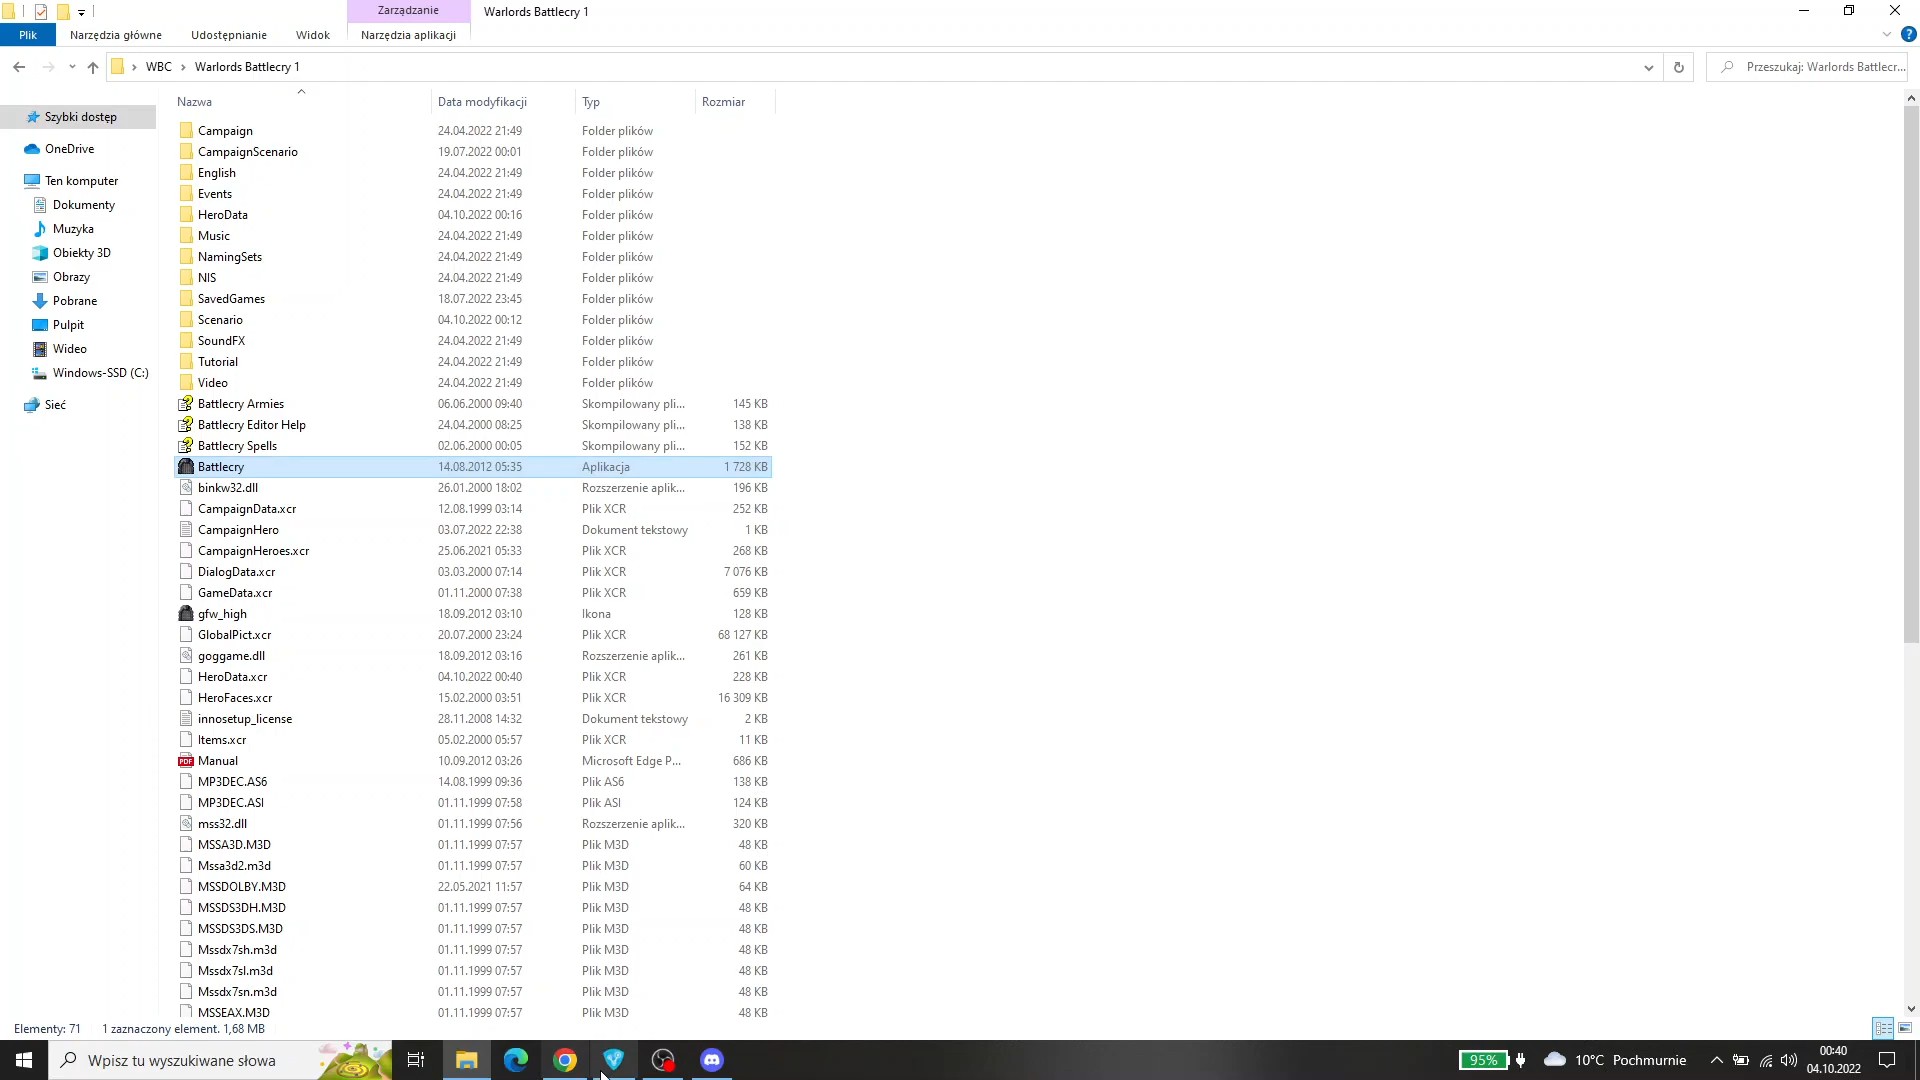 Zarządzanie
Warlords Battlecry 1
Plik
Narzędzia główne
Udostępnianie
Widok
Narzędzia aplikacji
WBC
Warlords Battlecry 1
Przeszukaj: Warlords Battlecr...
Szybki dostęp
OneDrive
Ten komputer
Dokumenty
Muzyka
Obiekty 3D
Obrazy
Pobrane
Pulpit
Wideo
Windows-SSD (C:)
Sieć
Nazwa Data modyfikacji Typ Rozmiar
Campaign 24.04.2022 21:49 Folder plików
CampaignScenario 19.07.2022 00:01 Folder plików
English 24.04.2022 21:49 Folder plików
Events 24.04.2022 21:49 Folder plików
HeroData 04.10.2022 00:16 Folder plików
Music 24.04.2022 21:49 Folder plików
NamingSets 24.04.2022 21:49 Folder plików
NIS 24.04.2022 21:49 Folder plików
SavedGames 18.07.2022 23:45 Folder plików
Scenario 04.10.2022 00:12 Folder plików
SoundFX 24.04.2022 21:49 Folder plików
Tutorial 24.04.2022 21:49 Folder plików
Video 24.04.2022 21:49 Folder plików
Battlecry Armies 06.06.2000 09:40 Skompilowany pli... 145 KB
Battlecry Editor Help 24.04.2000 08:25 Skompilowany pli... 138 KB
Battlecry Spells 02.06.2000 00:05 Skompilowany pli... 152 KB
Battlecry 14.08.2012 05:35 Aplikacja 1 728 KB
binkw32.dll 26.01.2000 18:02 Rozszerzenie aplik... 196 KB
CampaignData.xcr 12.08.1999 03:14 Plik XCR 252 KB
CampaignHero 03.07.2022 22:38 Dokument tekstowy 1 KB
CampaignHeroes.xcr 25.06.2021 05:33 Plik XCR 268 KB
DialogData.xcr 03.03.2000 07:14 Plik XCR 7 076 KB
GameData.xcr 01.11.2000 07:38 Plik XCR 659 KB
gfw_high 18.09.2012 03:10 Ikona 128 KB
GlobalPict.xcr 20.07.2000 23:24 Plik XCR 68 127 KB
goggame.dll 18.09.2012 03:16 Rozszerzenie aplik... 261 KB
HeroData.xcr 04.10.2022 00:40 Plik XCR 228 KB
HeroFaces.xcr 15.02.2000 03:51 Plik XCR 16 309 KB
innosetup_license 28.11.2008 14:32 Dokument tekstowy 2 KB
Items.xcr 05.02.2000 05:57 Plik XCR 11 KB
Manual 10.09.2012 03:26 Microsoft Edge P... 686 KB
MP3DEC.AS6 14.08.1999 09:36 Plik AS6 138 KB
MP3DEC.ASI 01.11.1999 07:58 Plik ASI 124 KB
mss32.dll 01.11.1999 07:56 Rozszerzenie aplik... 320 KB
MSSA3D.M3D 01.11.1999 07:57 Plik M3D 48 KB
Mssa3d2.m3d 01.11.1999 07:57 Plik M3D 60 KB
MSSDOLBY.M3D 22.05.2021 11:57 Plik M3D 64 KB
MSSDS3DH.M3D 01.11.1999 07:57 Plik M3D 48 KB
MSSDS3DS.M3D 01.11.1999 07:57 Plik M3D 48 KB
Mssdx7sh.m3d 01.11.1999 07:57 Plik M3D 48 KB
Mssdx7sl.m3d 01.11.1999 07:57 Plik M3D 48 KB
Mssdx7sn.m3d 01.11.1999 07:57 Plik M3D 48 KB
MSSEAX.M3D 01.11.1999 07:57 Plik M3D 48 KB
Elementy: 71 1 zaznaczony element. 1,68 MB
Wpisz tu wyszukiwane słowa
95%
10°C Pochmurnie
00:40
04.10.2022